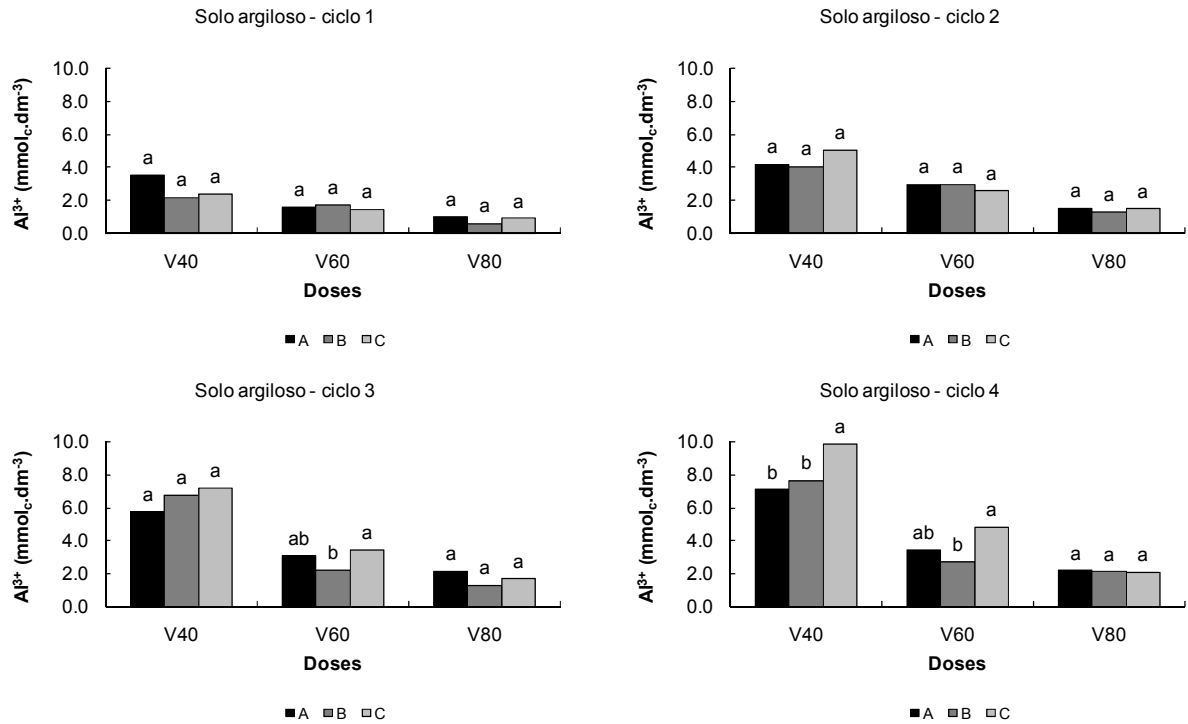 Solo argiloso - ciclo 1
Al³⁺ (mmolc.dm⁻³)
10.0
8.0
6.0
4.0
2.0
0.0
a a a
a a a
a a a
V40 V60 V80
Doses
A B C
Solo argiloso - ciclo 2
Al³⁺ (mmolc.dm⁻³)
10.0
8.0
6.0
4.0
2.0
0.0
a a a
a a a
a a a
V40 V60 V80
Doses
A B C
Solo argiloso - ciclo 3
Al³⁺ (mmolc.dm⁻³)
10.0
8.0
6.0
4.0
2.0
0.0
a a a
ab b a
a a a
V40 V60 V80
Doses
A B C
Solo argiloso - ciclo 4
Al³⁺ (mmolc.dm⁻³)
10.0
8.0
6.0
4.0
2.0
0.0
b b a
ab b a
a a a
V40 V60 V80
Doses
A B C